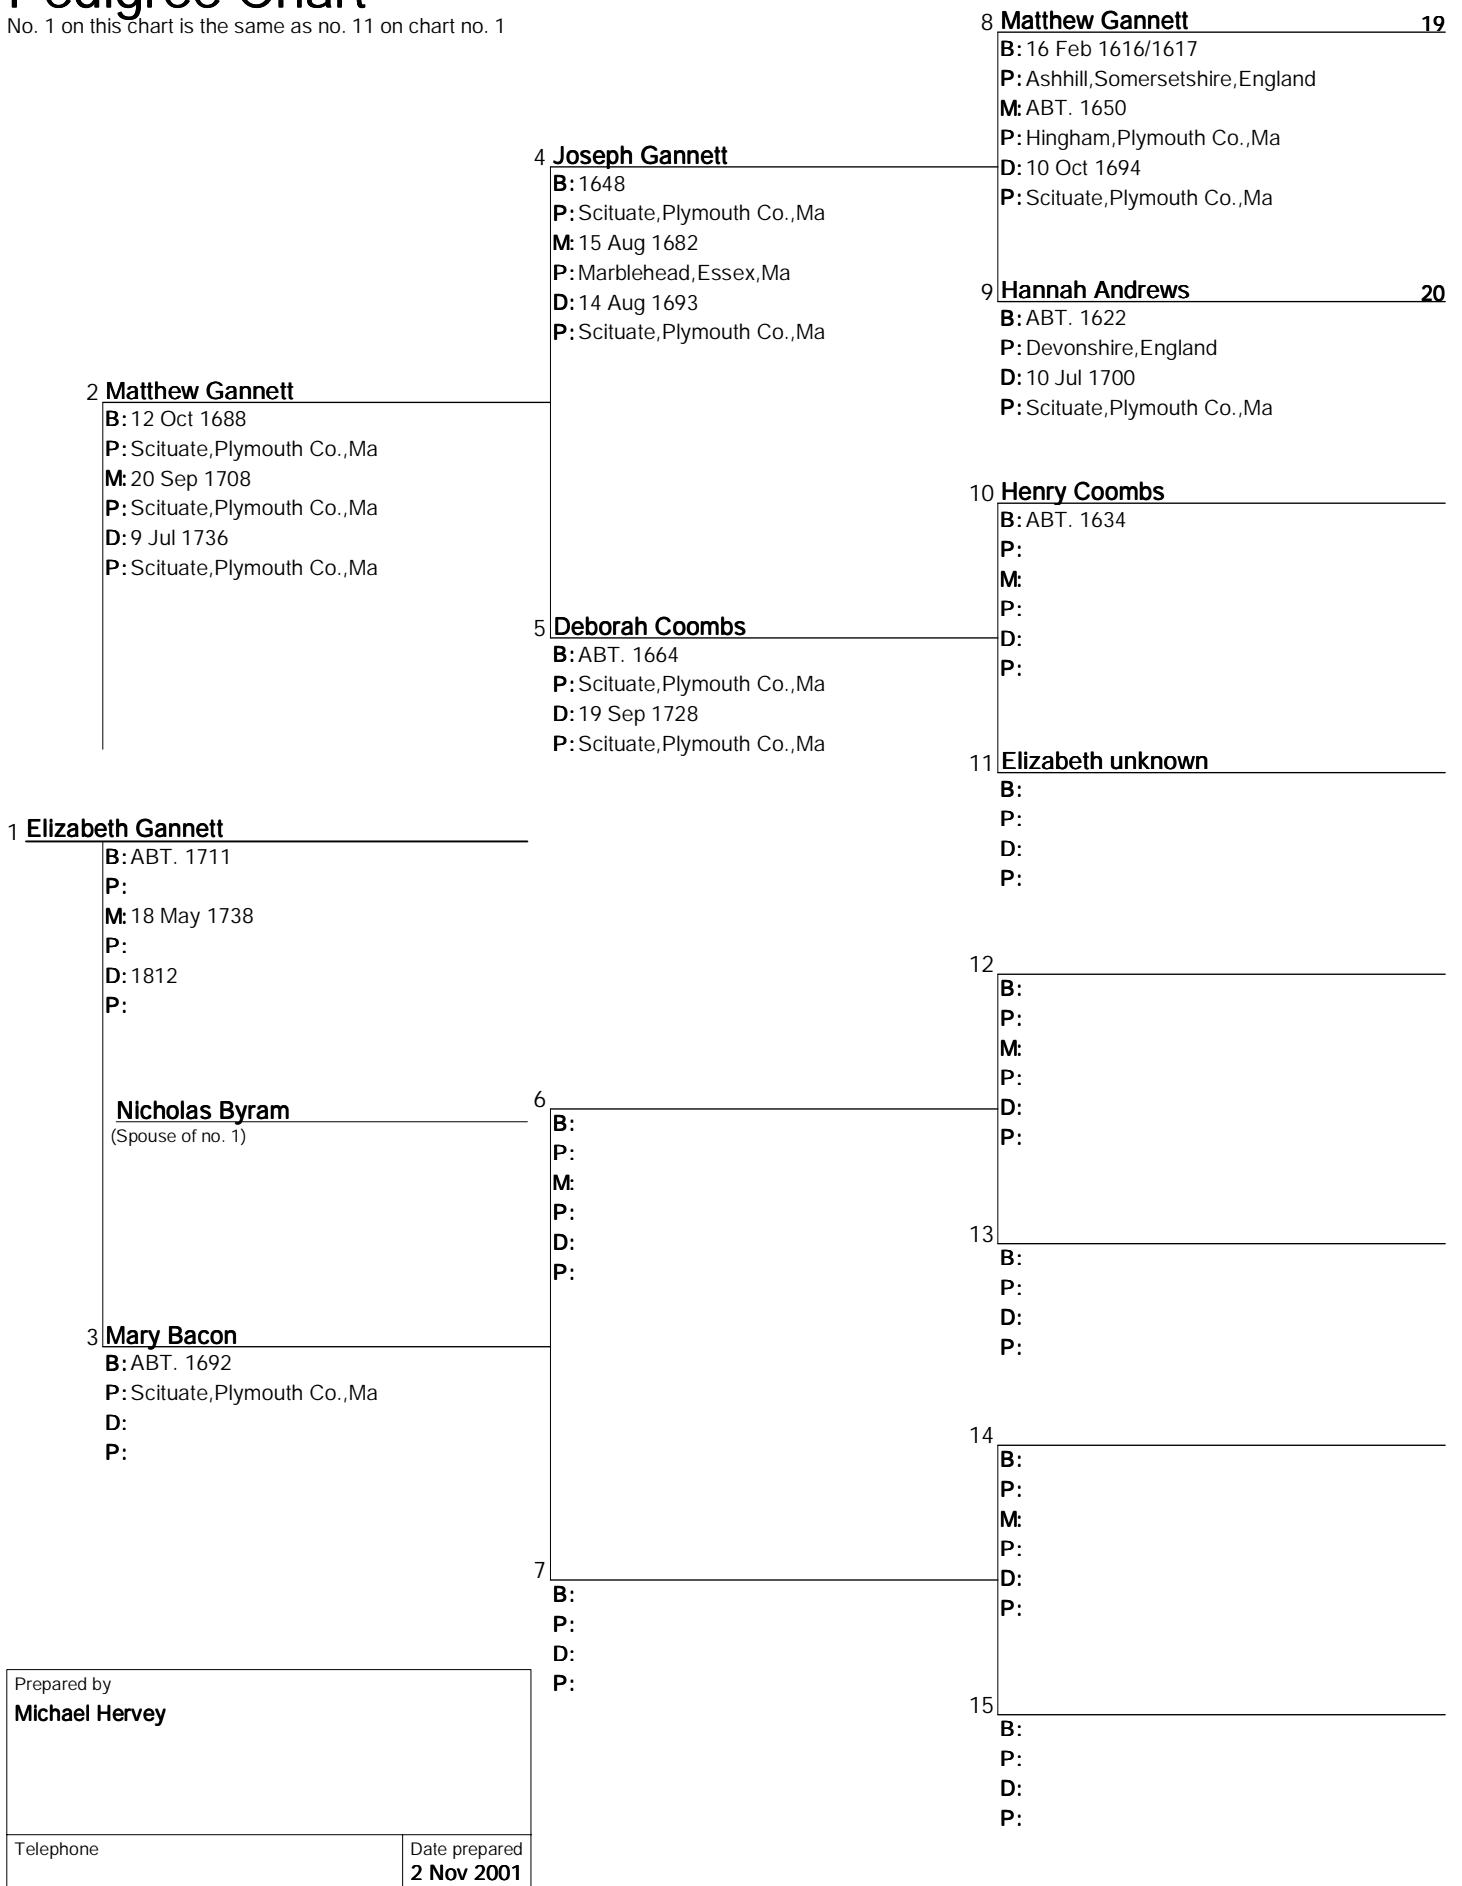 Pedigree Chart
No. 1 on this chart is the same as no. 11 on chart no. 1
8 Matthew Gannett 19
B: 16 Feb 1616/1617
P: Ashhill,Somersetshire,England
M: ABT. 1650
P: Hingham,Plymouth Co.,Ma
D: 10 Oct 1694
P: Scituate,Plymouth Co.,Ma
4 Joseph Gannett
B: 1648
P: Scituate,Plymouth Co.,Ma
M: 15 Aug 1682
P: Marblehead,Essex,Ma
D: 14 Aug 1693
P: Scituate,Plymouth Co.,Ma
9 Hannah Andrews 20
B: ABT. 1622
P: Devonshire,England
D: 10 Jul 1700
P: Scituate,Plymouth Co.,Ma
2 Matthew Gannett
B: 12 Oct 1688
P: Scituate,Plymouth Co.,Ma
M: 20 Sep 1708
P: Scituate,Plymouth Co.,Ma
D: 9 Jul 1736
P: Scituate,Plymouth Co.,Ma
10 Henry Coombs
B: ABT. 1634
P:
M:
P:
D:
P:
5 Deborah Coombs
B: ABT. 1664
P: Scituate,Plymouth Co.,Ma
D: 19 Sep 1728
P: Scituate,Plymouth Co.,Ma
11 Elizabeth unknown
B:
P:
D:
P:
1 Elizabeth Gannett
B: ABT. 1711
P:
M: 18 May 1738
P:
D: 1812
P:
Nicholas Byram
(Spouse of no. 1)
12
B:
P:
M:
P:
D:
P:
6
B:
P:
M:
P:
D:
P:
13
B:
P:
D:
P:
3 Mary Bacon
B: ABT. 1692
P: Scituate,Plymouth Co.,Ma
D:
P:
14
B:
P:
M:
P:
D:
P:
7
B:
P:
D:
P:
15
B:
P:
D:
P:
Prepared by
Michael Hervey
Telephone
Date prepared
2 Nov 2001